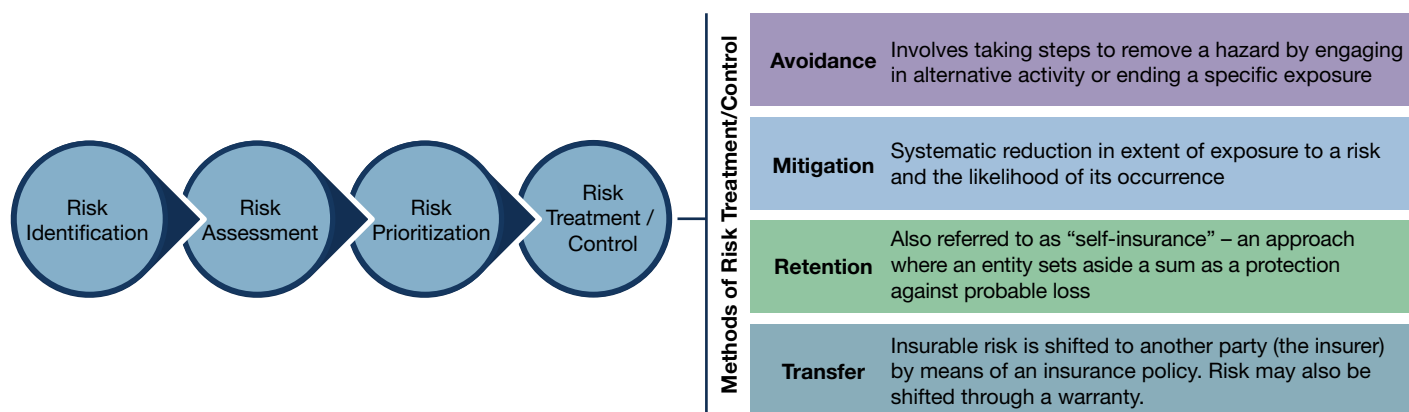 Risk
Identification
Risk
Assessment
Risk
Prioritization
Risk
Treatment /
Control
Methods of Risk Treatment/Control
Avoidance
Involves taking steps to remove a hazard by engaging
in alternative activity or ending a specific exposure
Mitigation
Systematic reduction in extent of exposure to a risk
and the likelihood of its occurrence
Retention
Also referred to as “self-insurance” – an approach
where an entity sets aside a sum as a protection
against probable loss
Transfer
Insurable risk is shifted to another party (the insurer)
by means of an insurance policy. Risk may also be
shifted through a warranty.